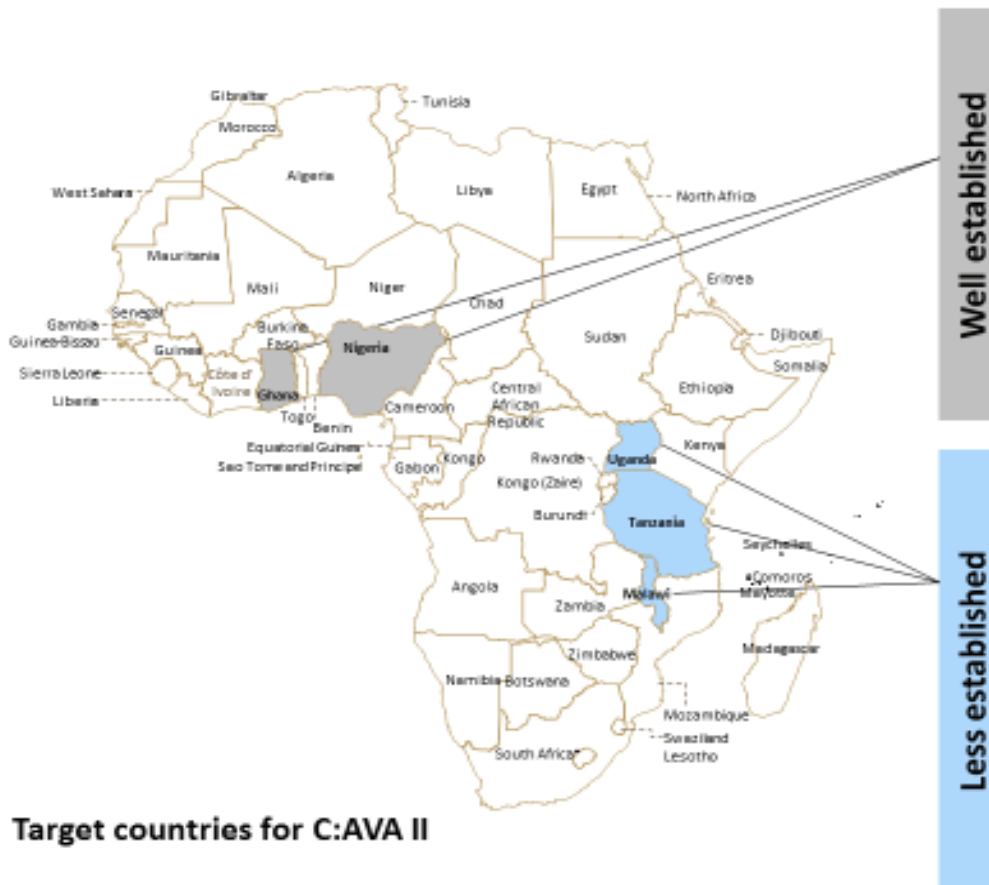 Gibraltar
Tunisia
Morocco
Algeria
Libya
Egypt
West Sahara
North Africa
Mauritania
Mali
Niger
Chad
Eritrea
Senegal
Gambia
Burkina
Faso
Nigeria
Sudan
Djibouti
Guinea-Bissao
Guinea
Somalia
Sierra Leone
Côte d'
Ivoire
Ghana
Ethiopia
Liberia
Togo
Benin
Cameroon
Central
African
Republic
Equatorial Guinea
Sao Tome and Principel
Gabon
Kongo
Rwanda
Uganda
Kenya
Kongo (Zaire)
Burundi
Tanzania
Seychelles
Comoros
Mayotte
Angola
Malawi
Zambia
Zimbabwe
Madagascar
Namibia
Botswana
Mozambique
Swaziland
Lesotho
South Africa
Well established
Less established
Target countries for C:AVA II